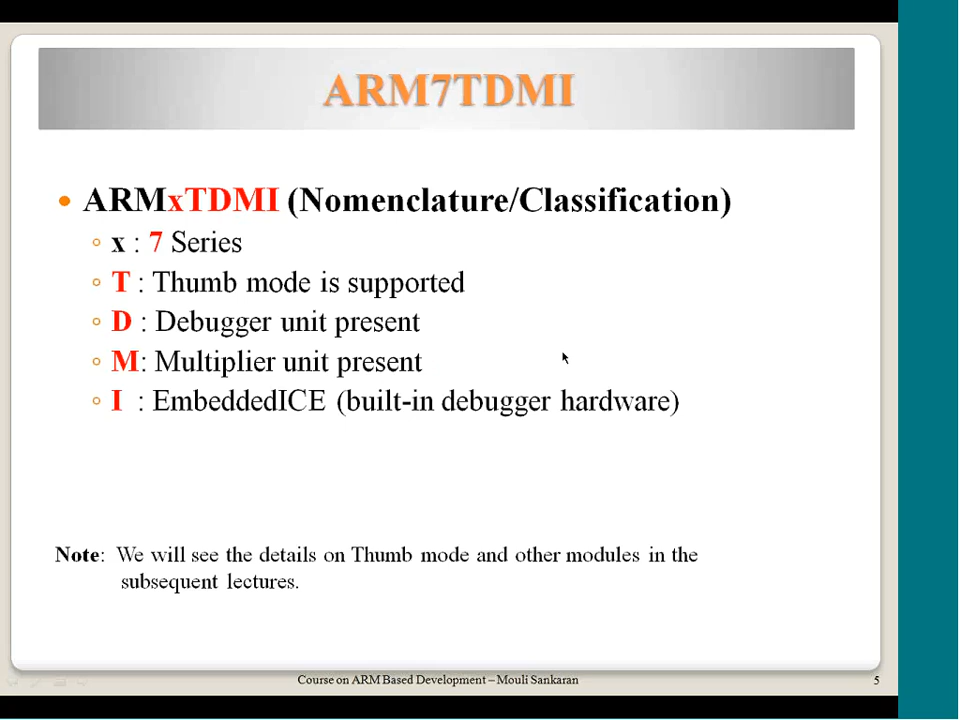 ARM7TDMI
ARMxTDMI (Nomenclature/Classification)
x : 7 Series
T : Thumb mode is supported
D : Debugger unit present
M: Multiplier unit present
I : EmbeddedICE (built-in debugger hardware)
Note: We will see the details on Thumb mode and other modules in the
subsequent lectures.
Course on ARM Based Development – Mouli Sankaran
5